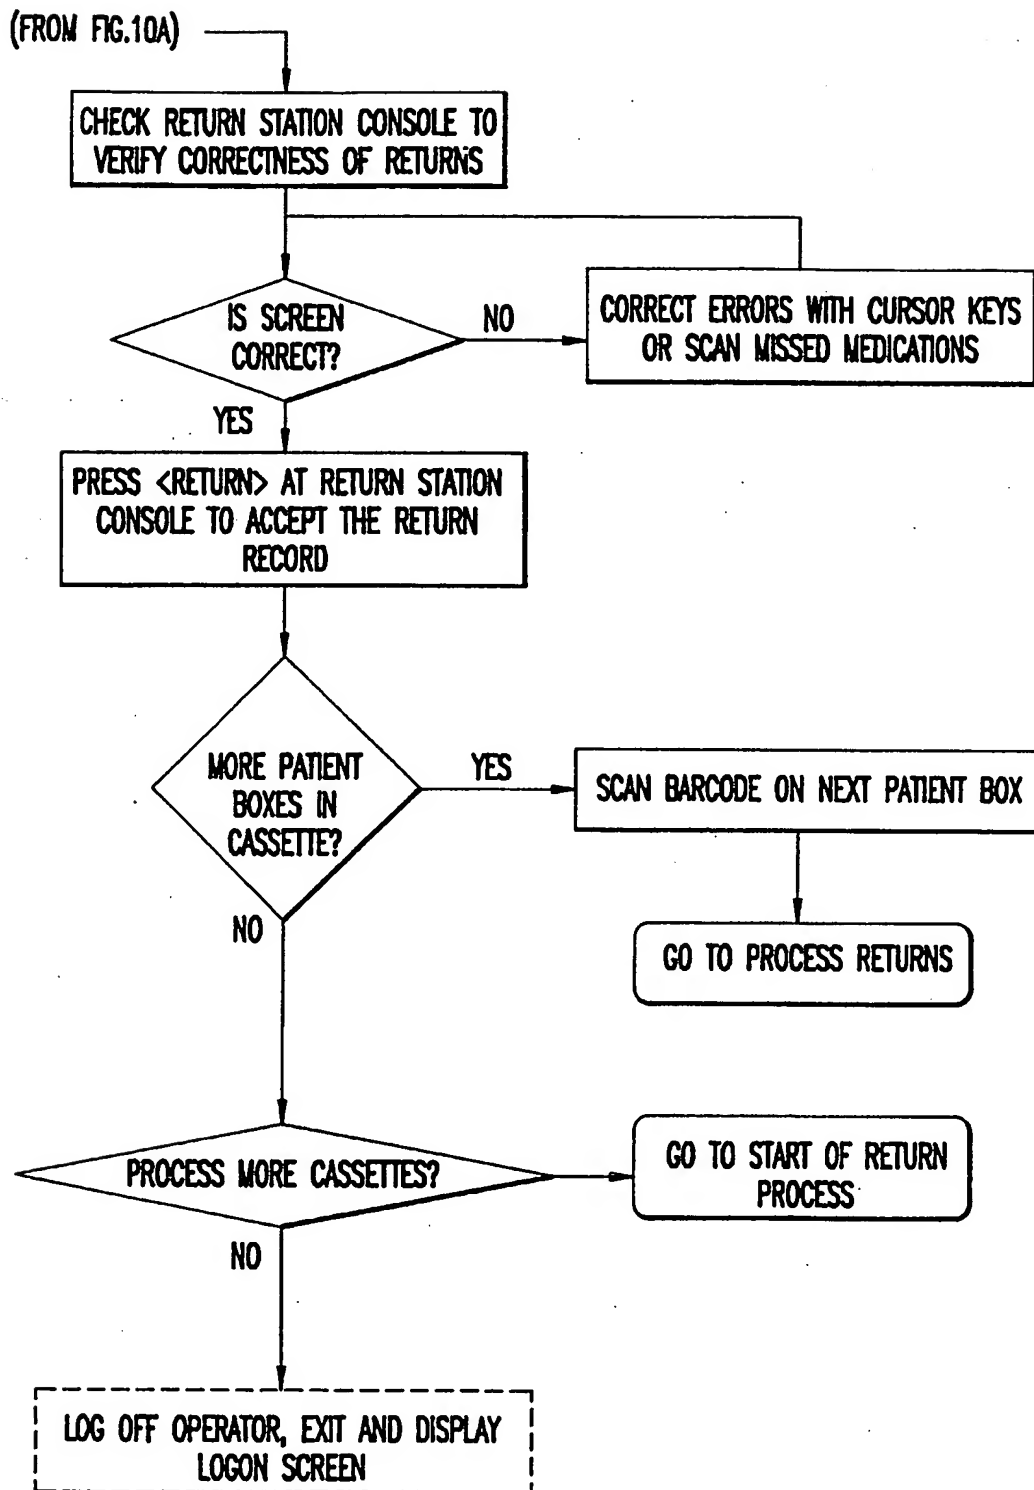 (FROM FIG.10A)
CHECK RETURN STATION CONSOLE TO
VERIFY CORRECTNESS OF RETURNS
IS SCREEN
CORRECT?
NO
CORRECT ERRORS WITH CURSOR KEYS
OR SCAN MISSED MEDICATIONS
YES
PRESS <RETURN> AT RETURN STATION
CONSOLE TO ACCEPT THE RETURN
RECORD
MORE PATIENT
BOXES IN
CASSETTE?
YES
SCAN BARCODE ON NEXT PATIENT BOX
NO
GO TO PROCESS RETURNS
PROCESS MORE CASSETTES?
GO TO START OF RETURN
PROCESS
NO
LOG OFF OPERATOR, EXIT AND DISPLAY
LOGON SCREEN